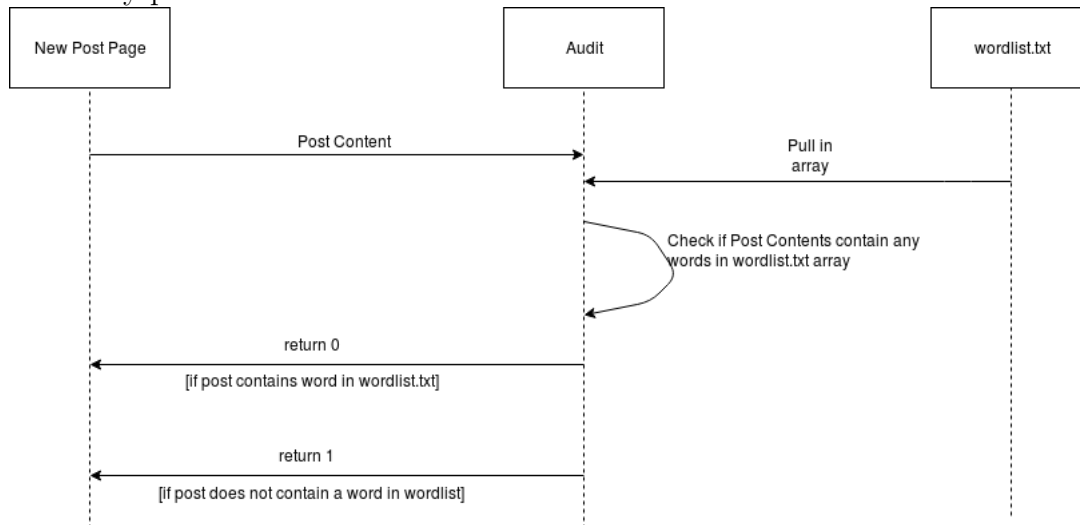 New Post Page
Audit
wordlist.txt
Post Content
Pull in
array
Check if Post Contents contain any
words in wordlist.txt array
return 0
[if post contains word in wordlist.txt]
return 1
[if post does not contain a word in wordlist]